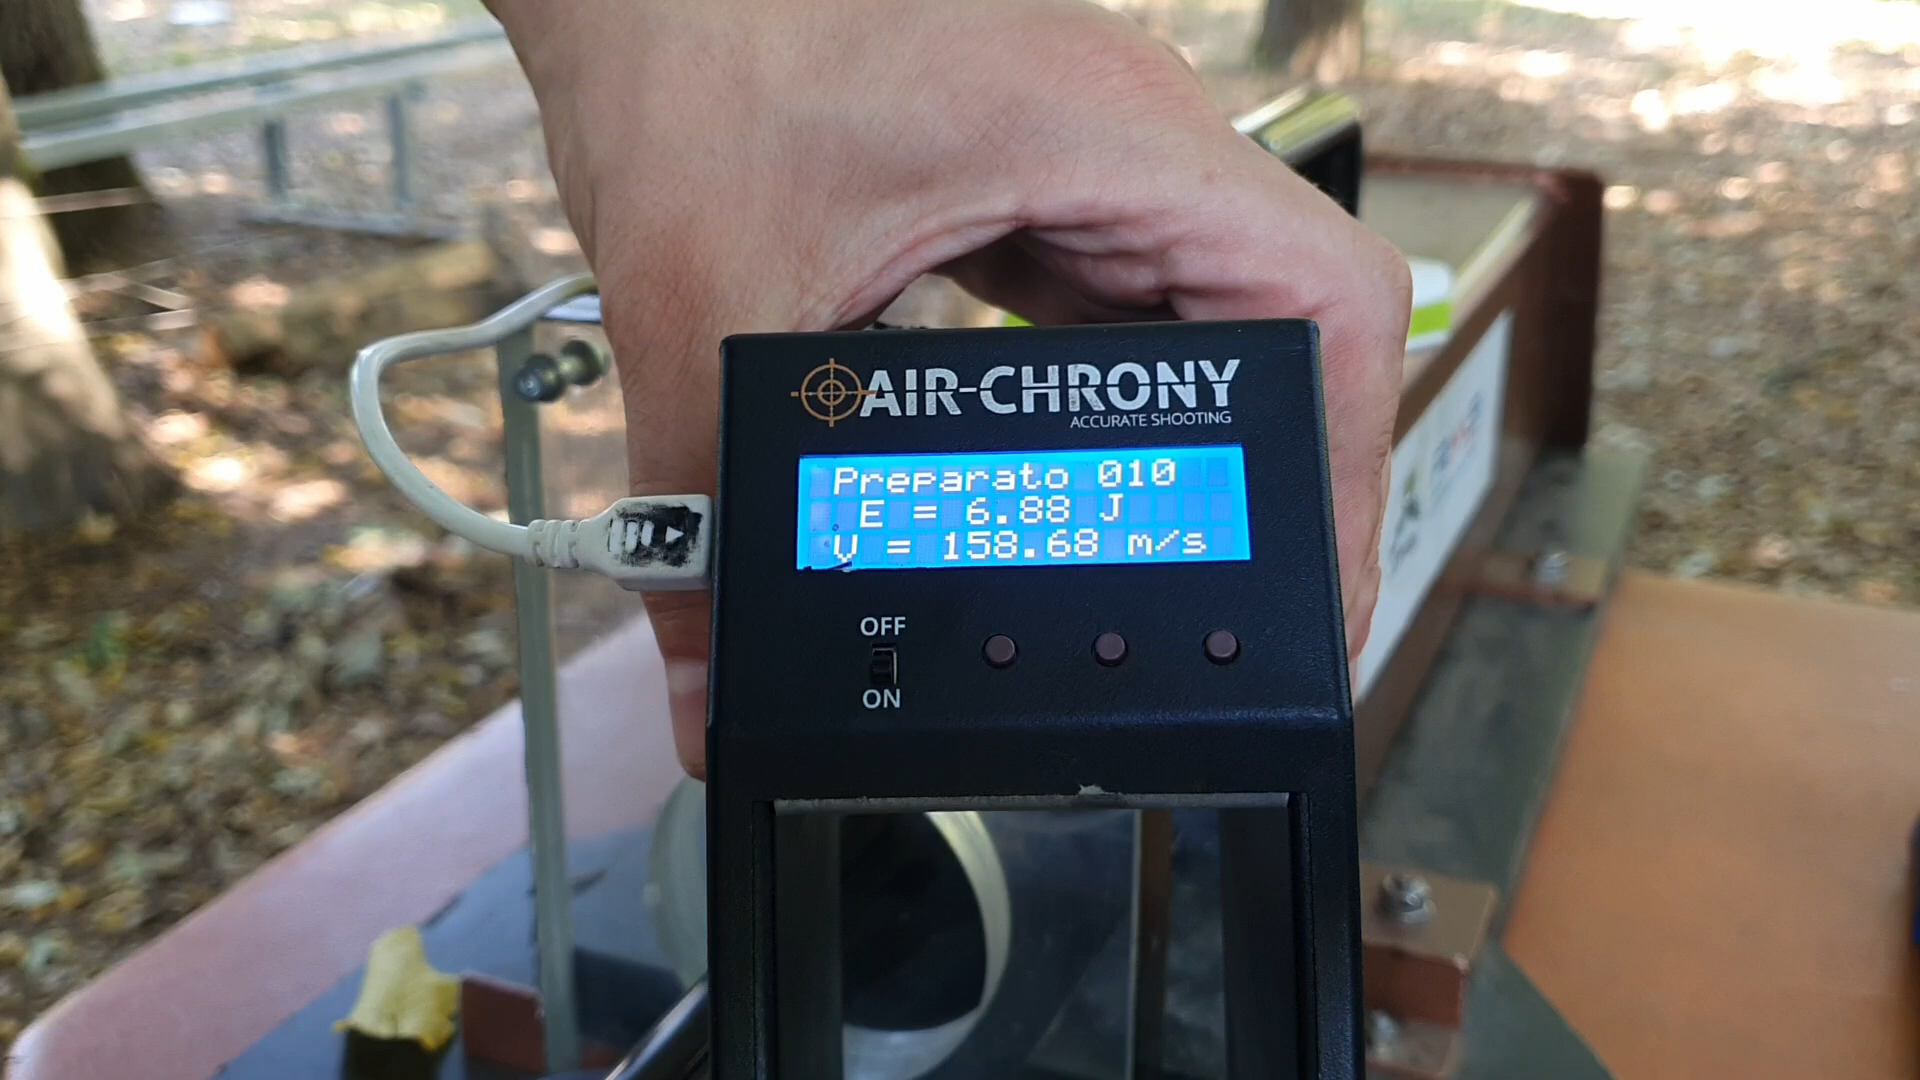 AIR-CHRONY
ACCURATE SHOOTING
Preparato 010
E = 6.88 J
V = 158.68 m/s
OFF
ON